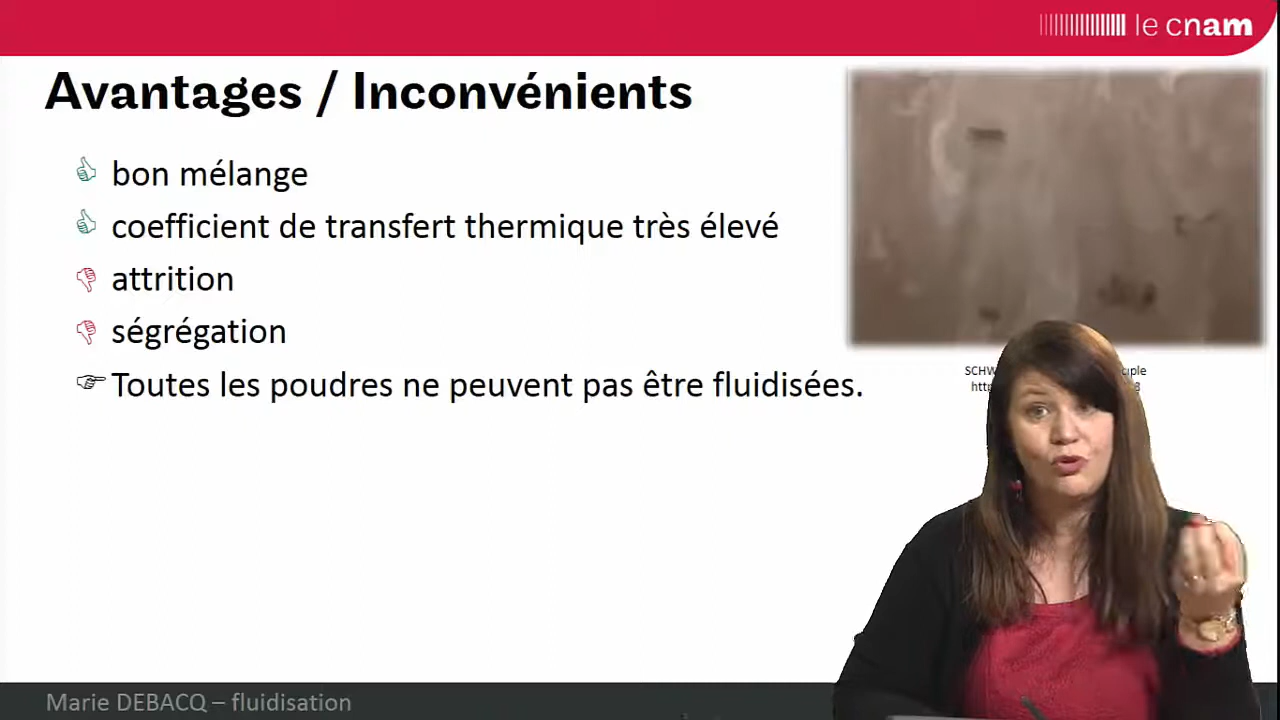 le cnam
Avantages / Inconvénients
bon mélange
coefficient de transfert thermique très élevé
attrition
ségrégation
Toutes les poudres ne peuvent pas être fluidisées.
Marie DEBACQ – fluidisation